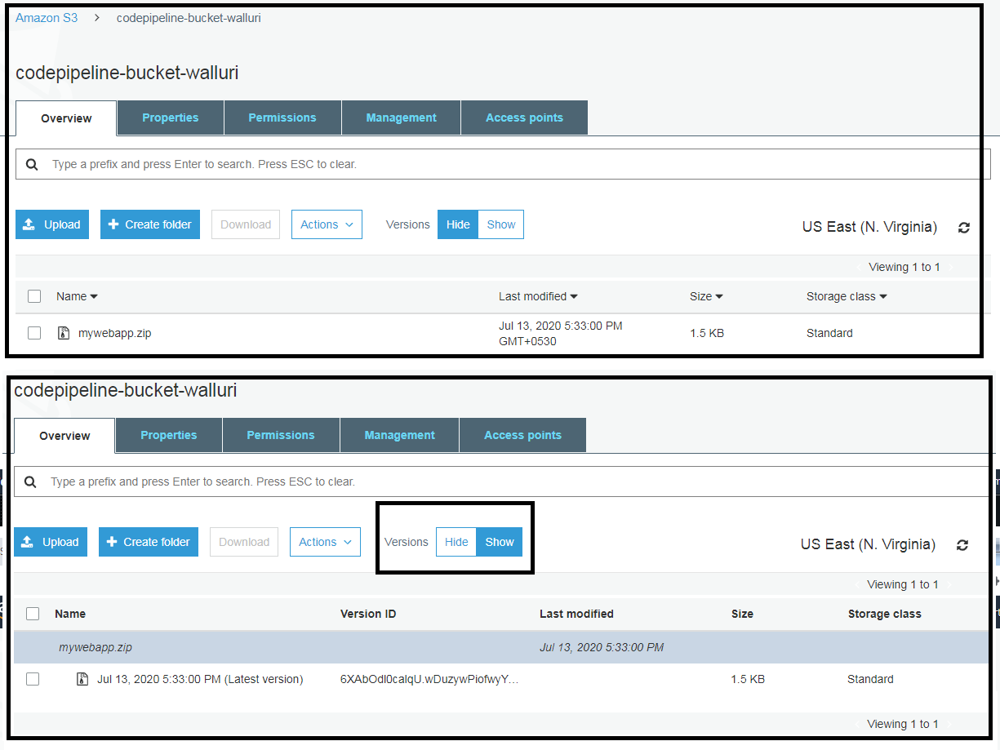 Amazon S3 > codepipeline-bucket-walluri
codepipeline-bucket-walluri
Overview Properties Permissions Management Access points
Type a prefix and press Enter to search. Press ESC to clear.
Upload Create folder Download Actions Versions Hide Show US East (N. Virginia)
Viewing 1 to 1
Name Last modified Size Storage class
mywebapp.zip Jul 13, 2020 5:33:00 PM GMT+0530 1.5 KB Standard
codepipeline-bucket-walluri
Overview Properties Permissions Management Access points
Type a prefix and press Enter to search. Press ESC to clear.
Upload Create folder Download Actions Versions Hide Show US East (N. Virginia)
Viewing 1 to 1
Name Version ID Last modified Size Storage class
mywebapp.zip Jul 13, 2020 5:33:00 PM
Jul 13, 2020 5:33:00 PM (Latest version) 6XAbOdl0calqU.wDuzywPiofwyY... 1.5 KB Standard
Viewing 1 to 1